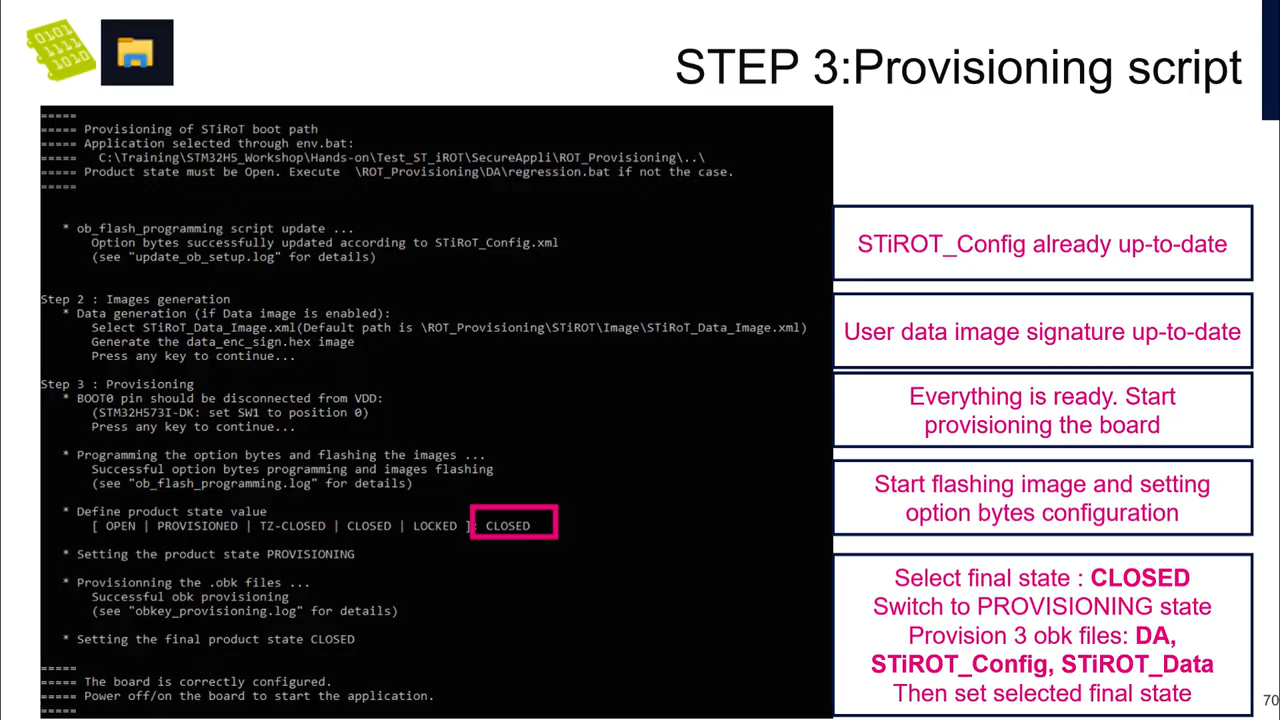 0101
1111
1010
STEP 3:Provisioning script
=====
===== Provisioning of STiRoT boot path
===== Application selected through env.bat:
===== C:\Training\STM32H5_Workshop\Hands-on\Test_ST_iROT\SecureAppli\ROT_Provisioning\..\
===== Product state must be Open. Execute \ROT_Provisioning\DA\regression.bat if not the case.
=====
* ob_flash_programming script update ...
Option bytes successfully updated according to STiRoT_Config.xml
(see "update_ob_setup.log" for details)
Step 2 : Images generation
* Data generation (if Data image is enabled):
Select STiRoT_Data_Image.xml(Default path is \ROT_Provisioning\STiROT\Image\STiRoT_Data_Image.xml)
Generate the data_enc_sign.hex image
Press any key to continue...
Step 3 : Provisioning
* BOOT0 pin should be disconnected from VDD:
(STM32H573I-DK: set SW1 to position 0)
Press any key to continue...
* Programming the option bytes and flashing the images ...
Successful option bytes programming and images flashing
(see "ob_flash_programming.log" for details)
* Define product state value
[ OPEN | PROVISIONED | TZ-CLOSED | CLOSED | LOCKED ]: CLOSED
* Setting the product state PROVISIONING
* Provisionning the .obk files ...
Successful obk provisioning
(see "obkey_provisioning.log" for details)
* Setting the final product state CLOSED
=====
===== The board is correctly configured.
===== Power off/on the board to start the application.
=====
STiROT_Config already up-to-date
User data image signature up-to-date
Everything is ready. Start
provisioning the board
Start flashing image and setting
option bytes configuration
Select final state : CLOSED
Switch to PROVISIONING state
Provision 3 obk files: DA,
STiROT_Config, STiROT_Data
Then set selected final state
70